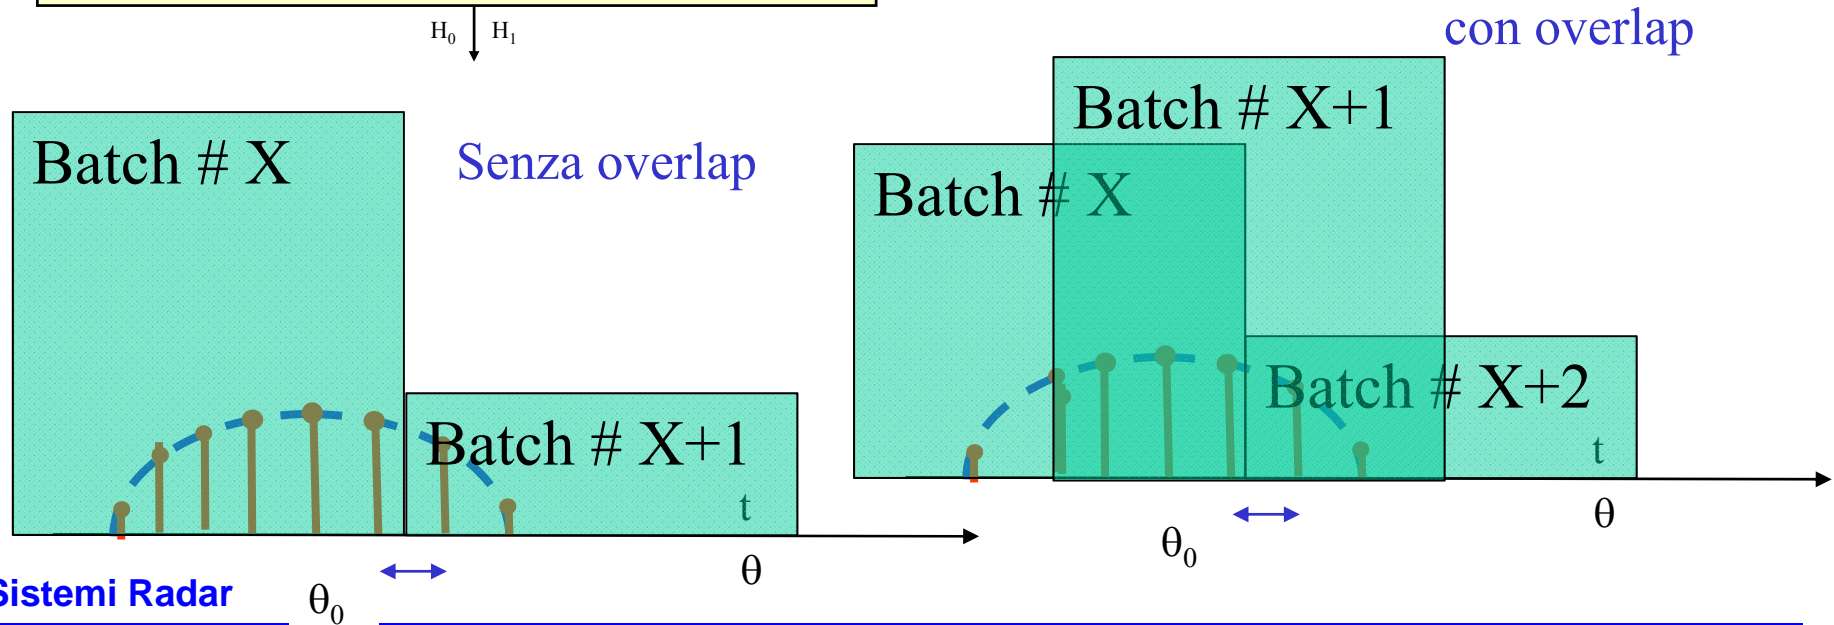 H0 H1
con overlap
Batch # X
Senza overlap
Batch # X+1
t
θ
θ0
Batch # X
Batch # X+1
Batch # X+2
t
θ
θ0
Sistemi Radar